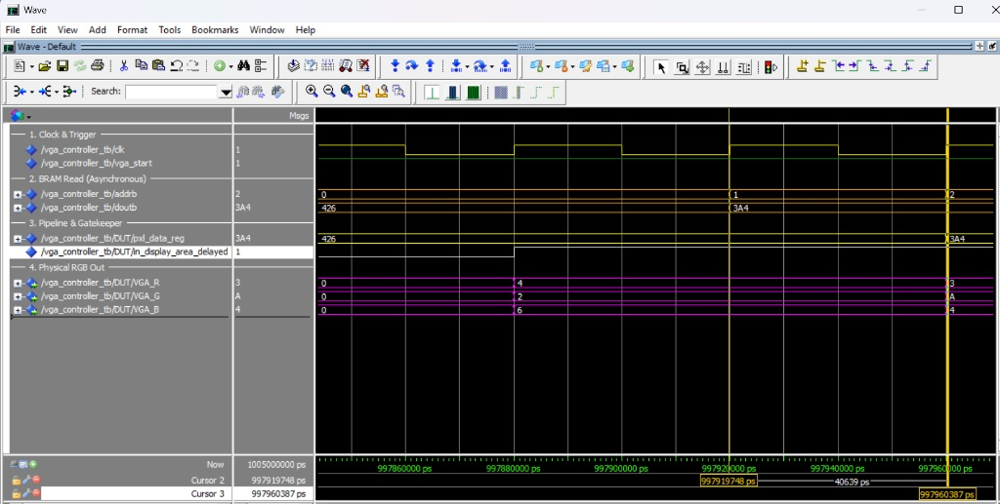 Wave
File Edit View Add Format Tools Bookmarks Window Help
Wave - Default
Search:
Msgs
1. Clock & Trigger
/vga_controller_tb/clk 1
/vga_controller_tb/vga_start 1
2. BRAM Read (Asynchronous)
/vga_controller_tb/addrb 2 0 1 2
/vga_controller_tb/doutb 3A4 426 3A4
3. Pipeline & Gatekeeper
/vga_controller_tb/DUT/pxl_data_reg 3A4 426 3A4
/vga_controller_tb/DUT/in_display_area_delayed 1
4. Physical RGB Out
/vga_controller_tb/DUT/VGA_R 3 0 4 3
/vga_controller_tb/DUT/VGA_G A 0 2 A
/vga_controller_tb/DUT/VGA_B 4 0 6 4
Now 1005000000 ps 997860000 ps 997880000 ps 997900000 ps 997920000 ps 997940000 ps 997960000 ps
Cursor 2 997919748 ps 997919748 ps 40639 ps
Cursor 3 997960387 ps 997960387 ps